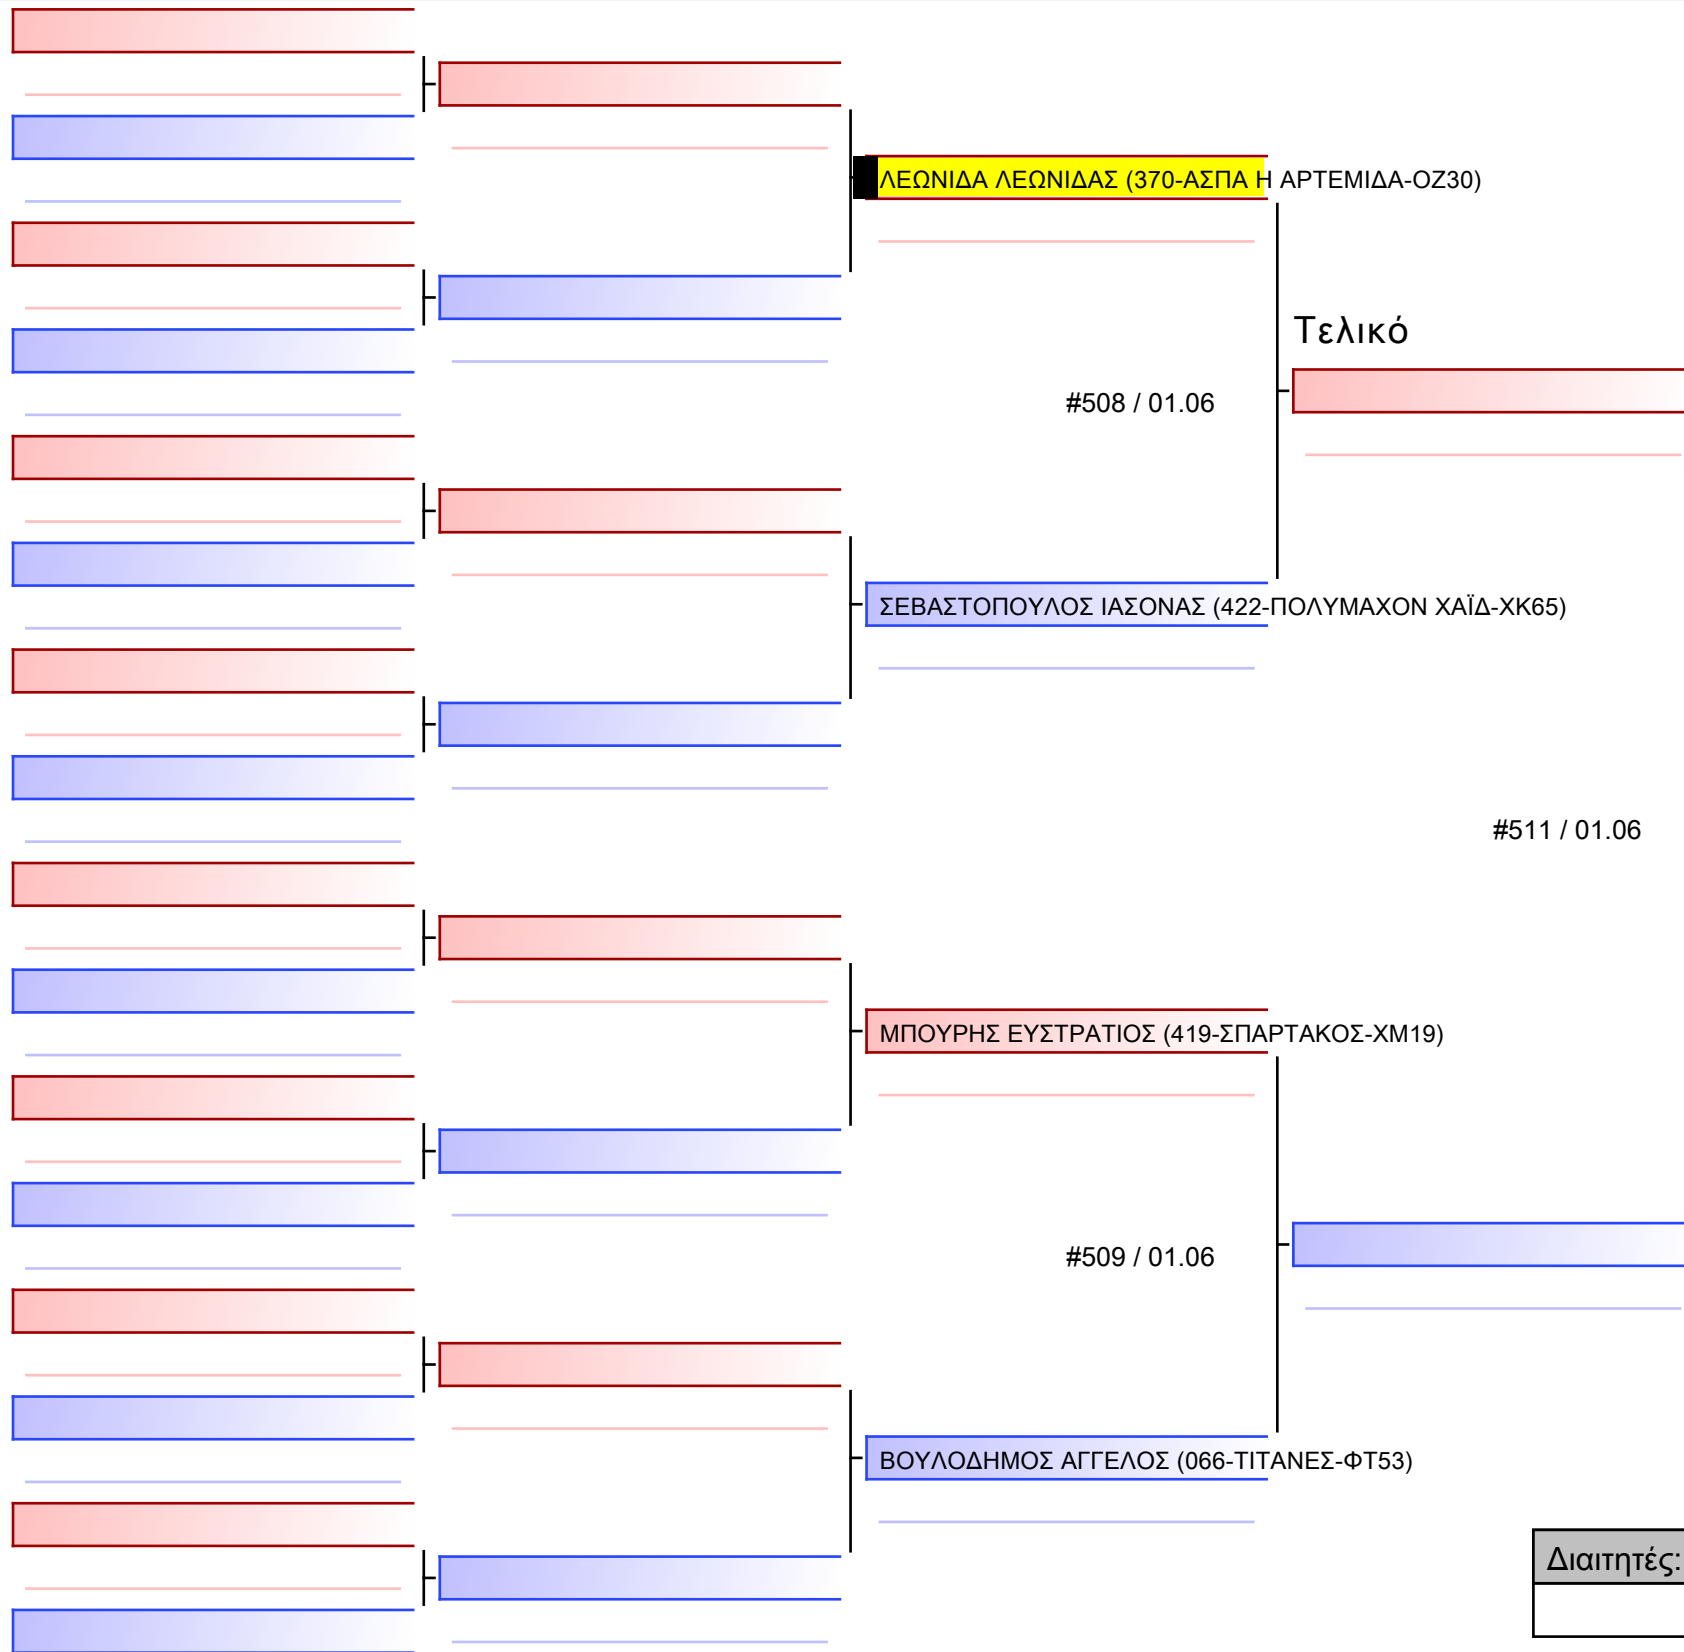 ΛΕΩΝΙΔΑ ΛΕΩΝΙΔΑΣ (370-ΑΣΠΑ Η ΑΡΤΕΜΙΔΑ-ΟΖ30)
Τελικό
#508 / 01.06
ΣΕΒΑΣΤΟΠΟΥΛΟΣ ΙΑΣΟΝΑΣ (422-ΠΟΛΥΜΑΧΟΝ ΧΑΪΔ-ΧΚ65)
#511 / 01.06
ΜΠΟΥΡΗΣ ΕΥΣΤΡΑΤΙΟΣ (419-ΣΠΑΡΤΑΚΟΣ-ΧΜ19)
#509 / 01.06
ΒΟΥΛΟΔΗΜΟΣ ΑΓΓΕΛΟΣ (066-ΤΙΤΑΝΕΣ-ΦΤ53)
Διαιτητές: